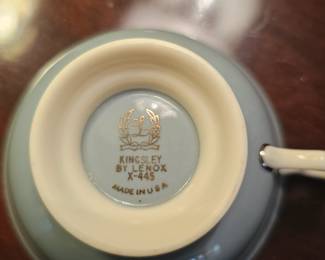 L
KINGSLEY
BY LENOX
X-445
MADE IN U S A